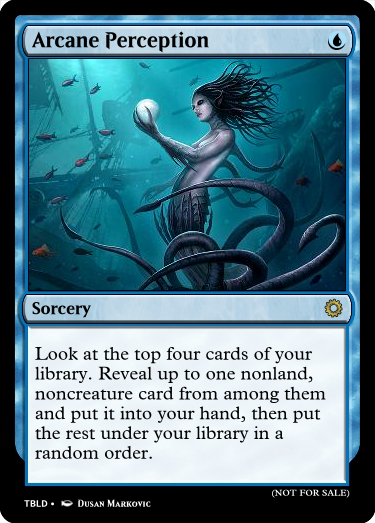 Arcane Perception
Sorcery
Look at the top four cards of your
library. Reveal up to one nonland,
noncreature card from among them
and put it into your hand, then put
the rest under your library in a
random order.
(NOT FOR SALE)
TBLD • Dusan Markovic